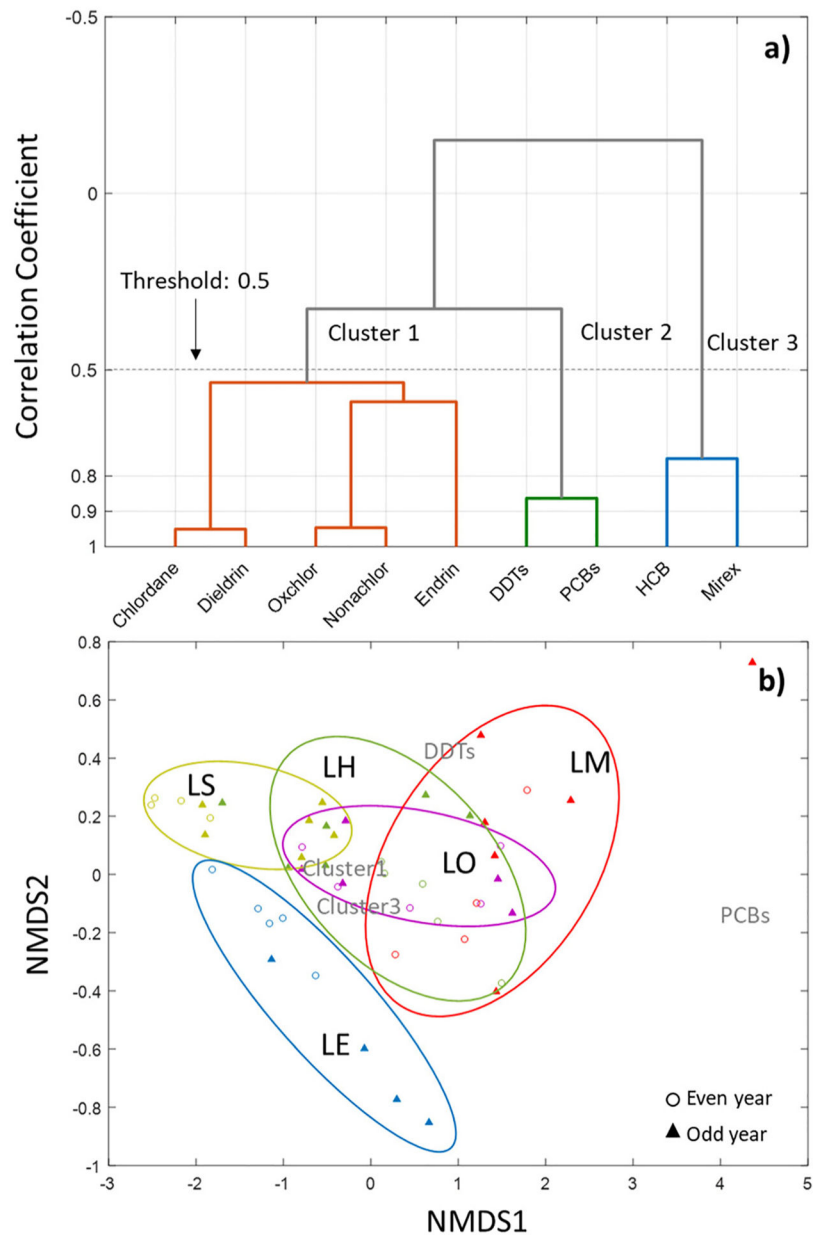 -0.5
a)
Correlation Coefficient
0
Threshold: 0.5
Cluster 1
Cluster 2
Cluster 3
0.5
0.8
0.9
1
Chlordane
Dieldrin
Oxchlor
Nonachlor
Endrin
DDTs
PCBs
HCB
Mirex
0.8
b)
0.6
DDTs
LM
0.4
LH
LS
0.2
NMDS2
0
LO
Cluster1
Cluster3
PCBs
-0.2
-0.4
LE
-0.6
Even year
-0.8
Odd year
-1
-3 -2 -1 0 1 2 3 4 5
NMDS1